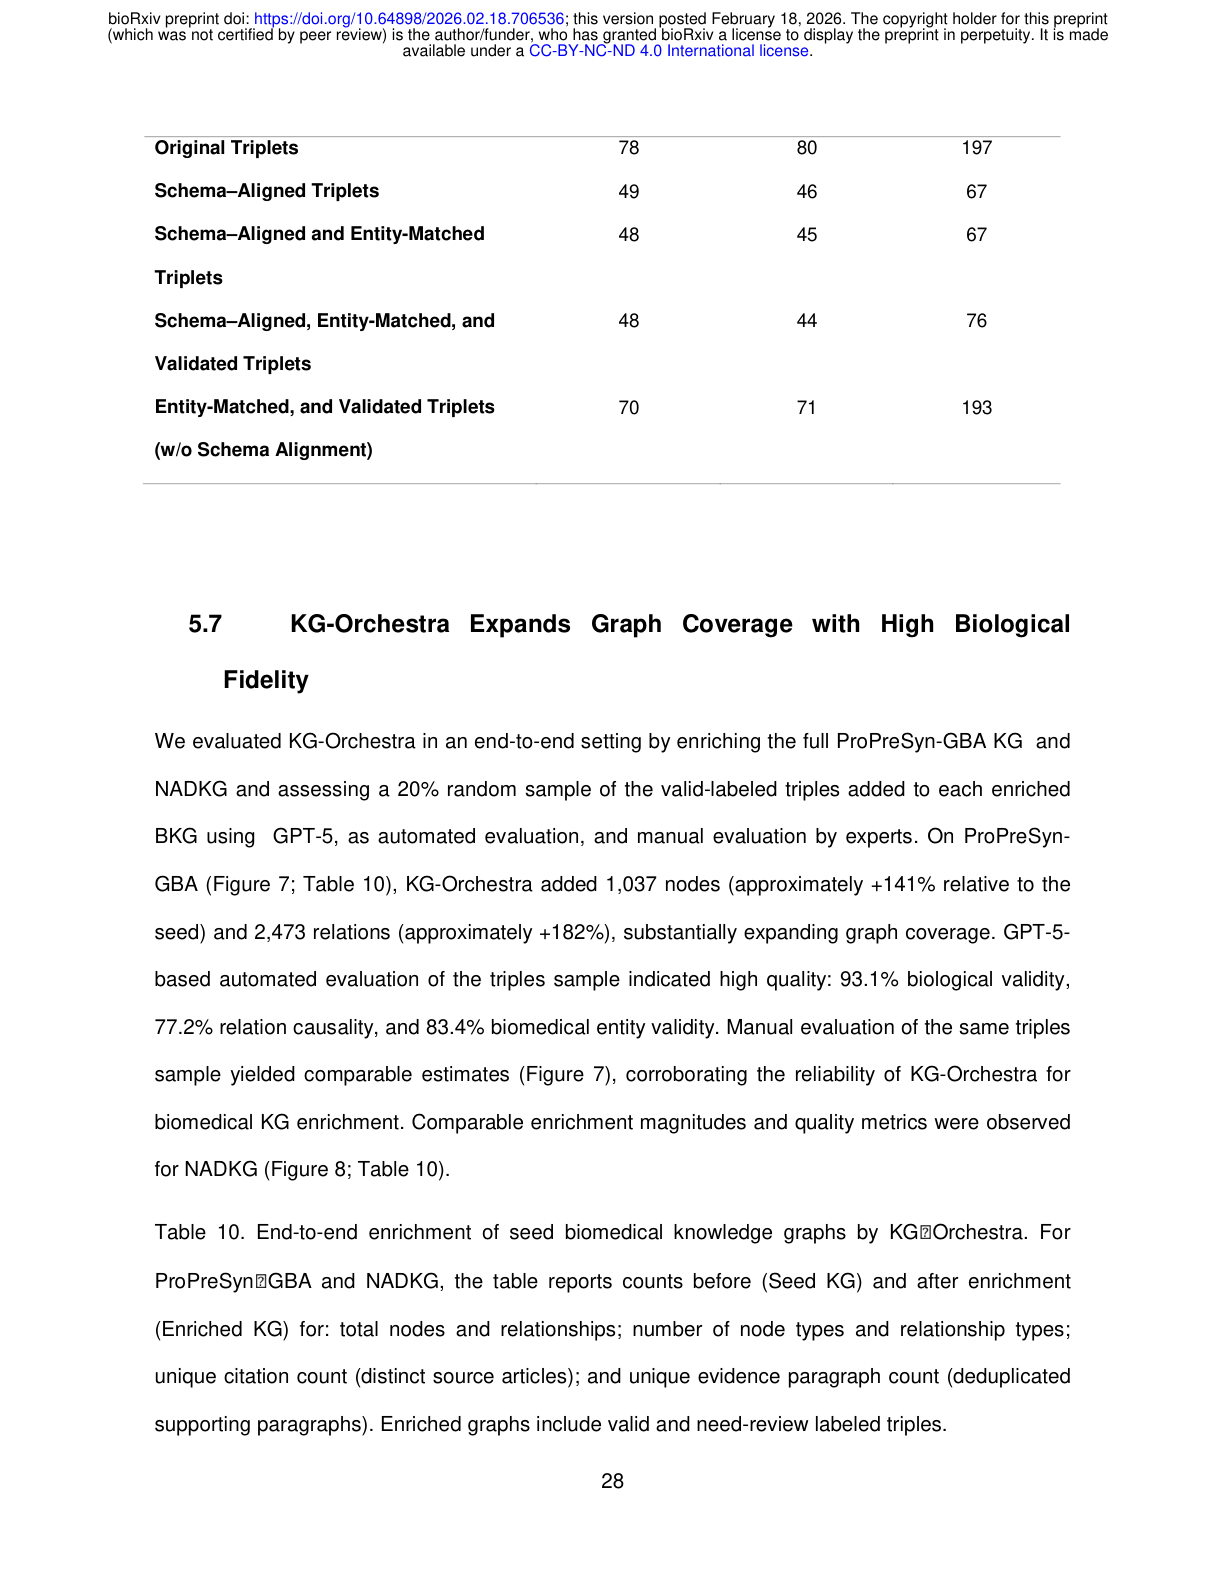 bioRxiv preprint doi: https://doi.org/10.64898/2026.02.18.706536; this version posted February 18, 2026. The copyright holder for this preprint
(which was not certified by peer review) is the author/funder, who has granted bioRxiv a license to display the preprint in perpetuity. It is made
available under a CC-BY-NC-ND 4.0 International license.
Original Triplets 78 80 197
Schema–Aligned Triplets 49 46 67
Schema–Aligned and Entity-Matched 48 45 67
Triplets
Schema–Aligned, Entity-Matched, and 48 44 76
Validated Triplets
Entity-Matched, and Validated Triplets 70 71 193
(w/o Schema Alignment)
5.7 KG-Orchestra Expands Graph Coverage with High Biological
Fidelity
We evaluated KG-Orchestra in an end-to-end setting by enriching the full ProPreSyn-GBA KG and
NADKG and assessing a 20% random sample of the valid-labeled triples added to each enriched
BKG using GPT-5, as automated evaluation, and manual evaluation by experts. On ProPreSyn-
GBA (Figure 7; Table 10), KG-Orchestra added 1,037 nodes (approximately +141% relative to the
seed) and 2,473 relations (approximately +182%), substantially expanding graph coverage. GPT-5-
based automated evaluation of the triples sample indicated high quality: 93.1% biological validity,
77.2% relation causality, and 83.4% biomedical entity validity. Manual evaluation of the same triples
sample yielded comparable estimates (Figure 7), corroborating the reliability of KG-Orchestra for
biomedical KG enrichment. Comparable enrichment magnitudes and quality metrics were observed
for NADKG (Figure 8; Table 10).
Table 10. End-to-end enrichment of seed biomedical knowledge graphs by KG⍰Orchestra. For
ProPreSyn⍰GBA and NADKG, the table reports counts before (Seed KG) and after enrichment
(Enriched KG) for: total nodes and relationships; number of node types and relationship types;
unique citation count (distinct source articles); and unique evidence paragraph count (deduplicated
supporting paragraphs). Enriched graphs include valid and need-review labeled triples.
28